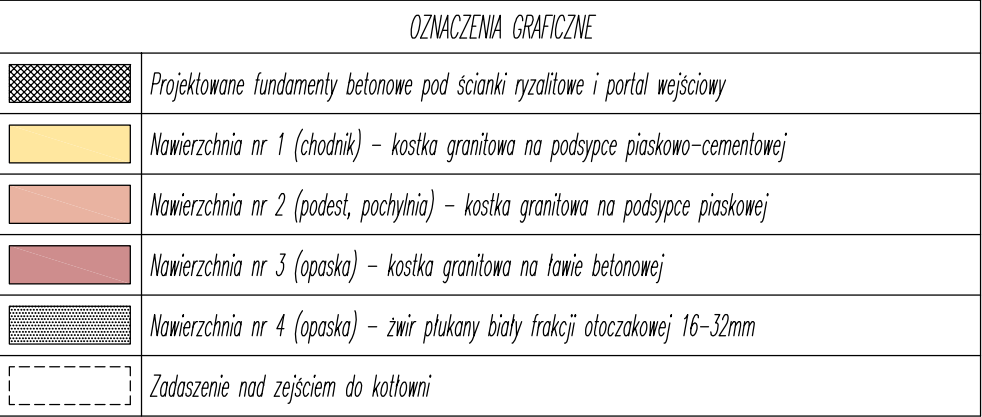 OZNACZENIA GRAFICZNE
Projektowane fundamenty betonowe pod ścianki ryzalitowe i portal wejściowy
Nawierzchnia nr 1 (chodnik) – kostka granitowa na podsypce piaskowo–cementowej
Nawierzchnia nr 2 (podest, pochylnia) – kostka granitowa na podsypce piaskowej
Nawierzchnia nr 3 (opaska) – kostka granitowa na ławie betonowej
Nawierzchnia nr 4 (opaska) – żwir płukany biały frakcji otoczakowej 16–32mm
Zadaszenie nad zejściem do kotłowni